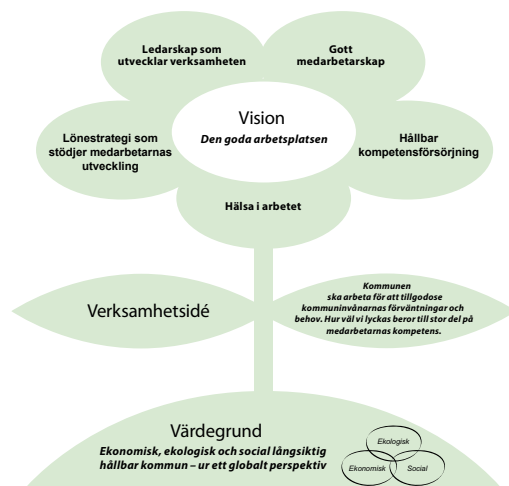 Ledarskap som
utvecklar verksamheten
Gott
medarbetarskap
Vision
Den goda arbetsplatsen
Lönestrategi som
stödjer medarbetarnas
utveckling
Hållbar
kompetensförsörjning
Hälsa i arbetet
Verksamhetsidé
Kommunen
ska arbeta för att tillgodose
kommuninvånarnas förväntningar och
behov. Hur väl vi lyckas beror till stor del på
medarbetarnas kompetens.
Värdegrund
Ekonomisk, ekologisk och social långsiktig
hållbar kommun – ur ett globalt perspektiv
Ekologisk
Ekonomisk
Social